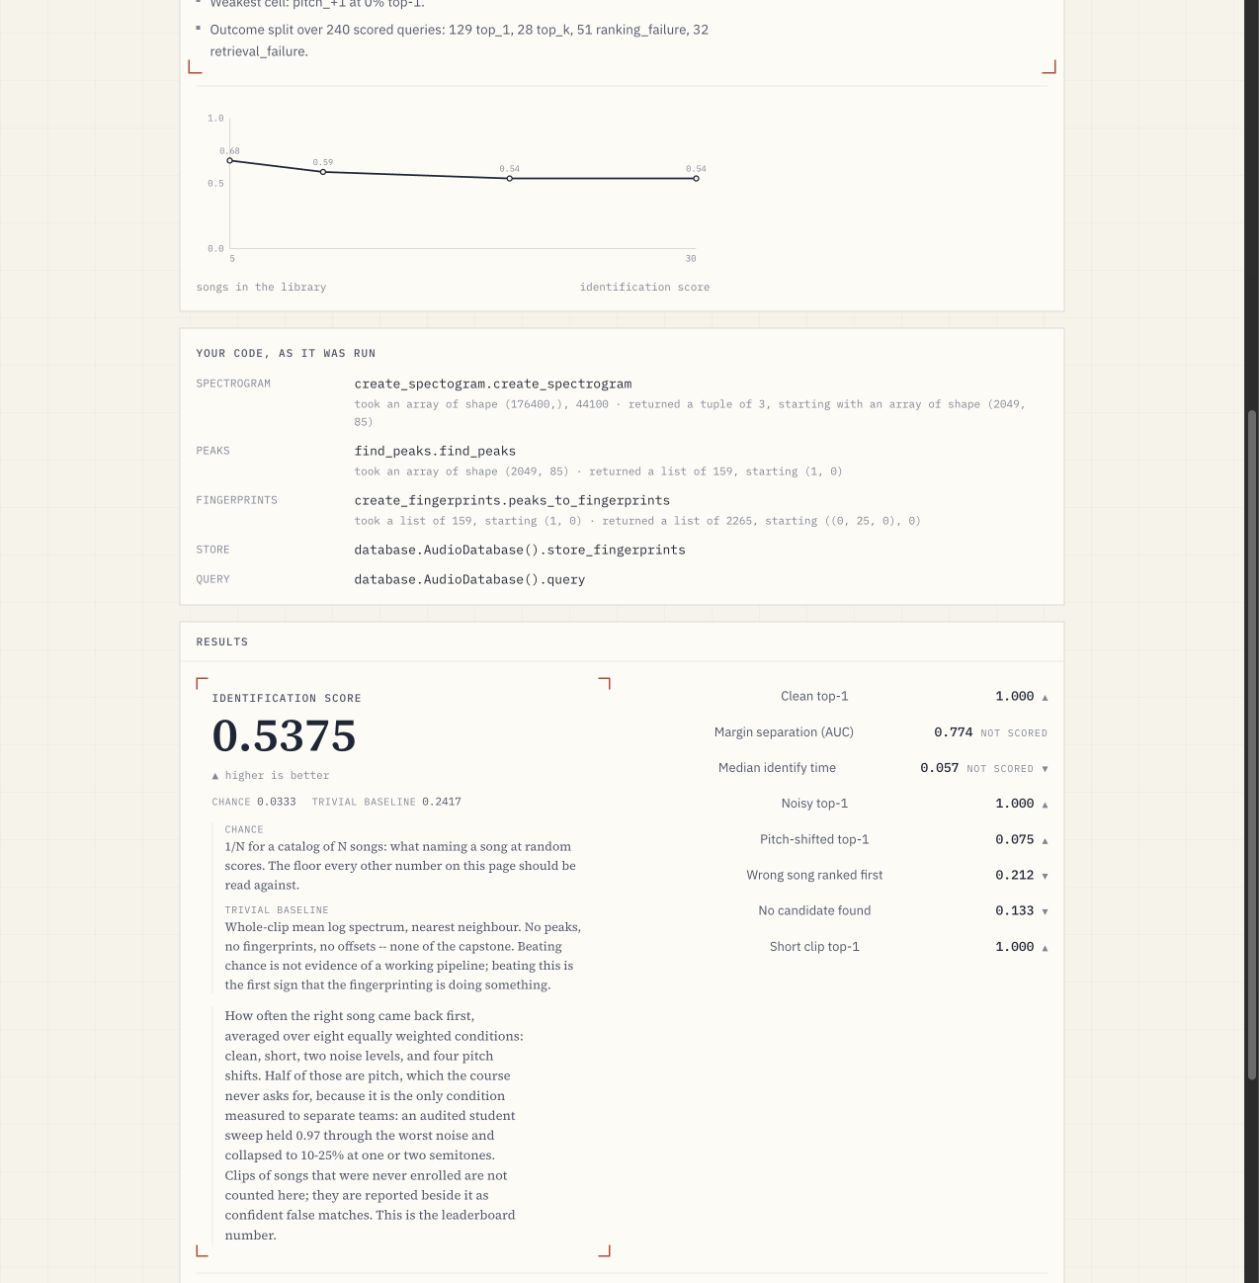 Weakest cell: pitch_+1 at 0% top-1.
Outcome split over 240 scored queries: 129 top_1, 28 top_k, 51 ranking_failure, 32
retrieval_failure.
1.0
0.68
0.59
0.54
0.54
0.5
0.0
5
30
songs in the library
identification score
YOUR CODE, AS IT WAS RUN
SPECTROGRAM
create_spectogram.create_spectrogram
took an array of shape (176400,), 44100 · returned a tuple of 3, starting with an array of shape (2049,
85)
PEAKS
find_peaks.find_peaks
took an array of shape (2049, 85) · returned a list of 159, starting (1, 0)
FINGERPRINTS
create_fingerprints.peaks_to_fingerprints
took a list of 159, starting (1, 0) · returned a list of 2265, starting ((0, 25, 0), 0)
STORE
database.AudioDatabase().store_fingerprints
QUERY
database.AudioDatabase().query
RESULTS
IDENTIFICATION SCORE
0.5375
▲ higher is better
CHANCE 0.0333 TRIVIAL BASELINE 0.2417
CHANCE
1/N for a catalog of N songs: what naming a song at random
scores. The floor every other number on this page should be
read against.
TRIVIAL BASELINE
Whole-clip mean log spectrum, nearest neighbour. No peaks,
no fingerprints, no offsets -- none of the capstone. Beating
chance is not evidence of a working pipeline; beating this is
the first sign that the fingerprinting is doing something.
How often the right song came back first,
averaged over eight equally weighted conditions:
clean, short, two noise levels, and four pitch
shifts. Half of those are pitch, which the course
never asks for, because it is the only condition
measured to separate teams: an audited student
sweep held 0.97 through the worst noise and
collapsed to 10-25% at one or two semitones.
Clips of songs that were never enrolled are not
counted here; they are reported beside it as
confident false matches. This is the leaderboard
number.
Clean top-1 1.000 ▲
Margin separation (AUC) 0.774 NOT SCORED
Median identify time 0.057 NOT SCORED ▼
Noisy top-1 1.000 ▲
Pitch-shifted top-1 0.075 ▲
Wrong song ranked first 0.212 ▼
No candidate found 0.133 ▼
Short clip top-1 1.000 ▲